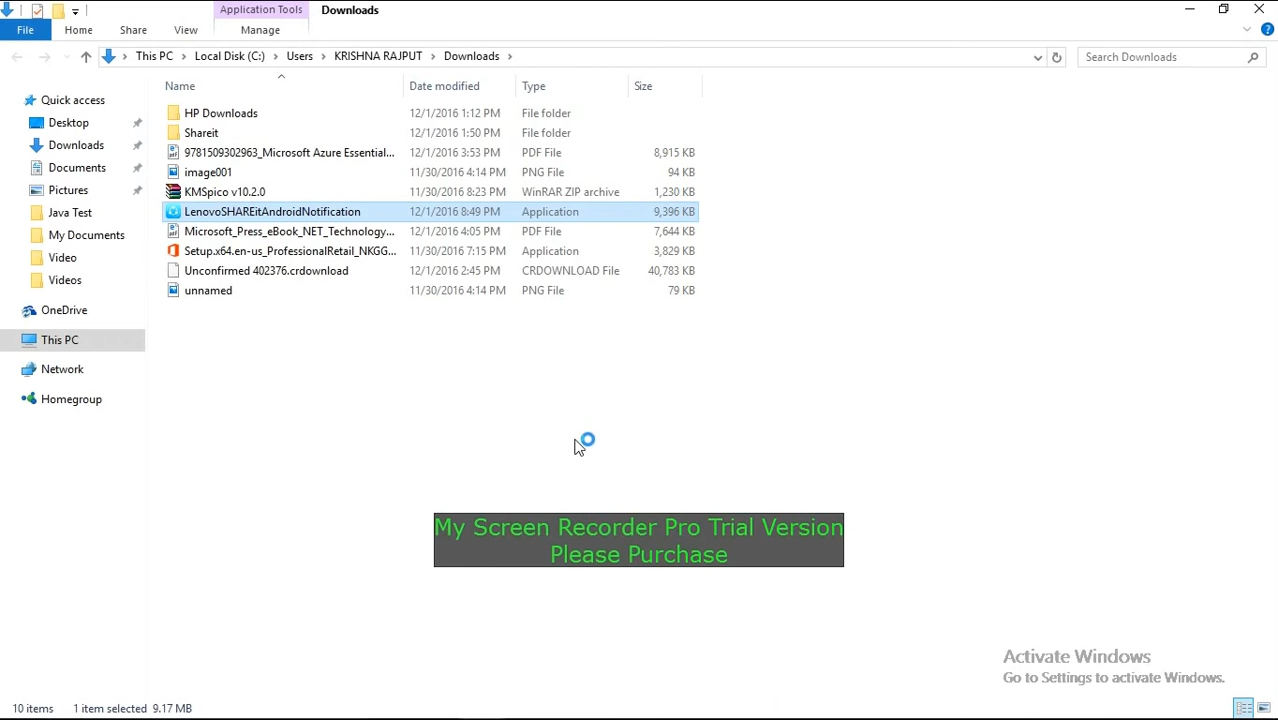 Application Tools
Downloads
File
Home
Share
View
Manage
This PC
Local Disk (C:)
Users
KRISHNA RAJPUT
Downloads
Search Downloads
Name
Date modified
Type
Size
Quick access
Desktop
Downloads
Documents
Pictures
Java Test
My Documents
Video
Videos
OneDrive
This PC
Network
Homegroup
HP Downloads 12/1/2016 1:12 PM File folder
Shareit 12/1/2016 1:50 PM File folder
9781509302963_Microsoft Azure Essential... 12/1/2016 3:53 PM PDF File 8,915 KB
image001 11/30/2016 4:14 PM PNG File 94 KB
KMSpico v10.2.0 11/30/2016 8:23 PM WinRAR ZIP archive 1,230 KB
LenovoSHAREitAndroidNotification 12/1/2016 8:49 PM Application 9,396 KB
Microsoft_Press_eBook_NET_Technology... 12/1/2016 4:05 PM PDF File 7,644 KB
Setup.x64.en-us_ProfessionalRetail_NKGG... 11/30/2016 7:15 PM Application 3,829 KB
Unconfirmed 402376.crdownload 12/1/2016 2:45 PM CRDOWNLOAD File 40,783 KB
unnamed 11/30/2016 4:14 PM PNG File 79 KB
My Screen Recorder Pro Trial Version
Please Purchase
Activate Windows
Go to Settings to activate Windows.
10 items
1 item selected 9.17 MB